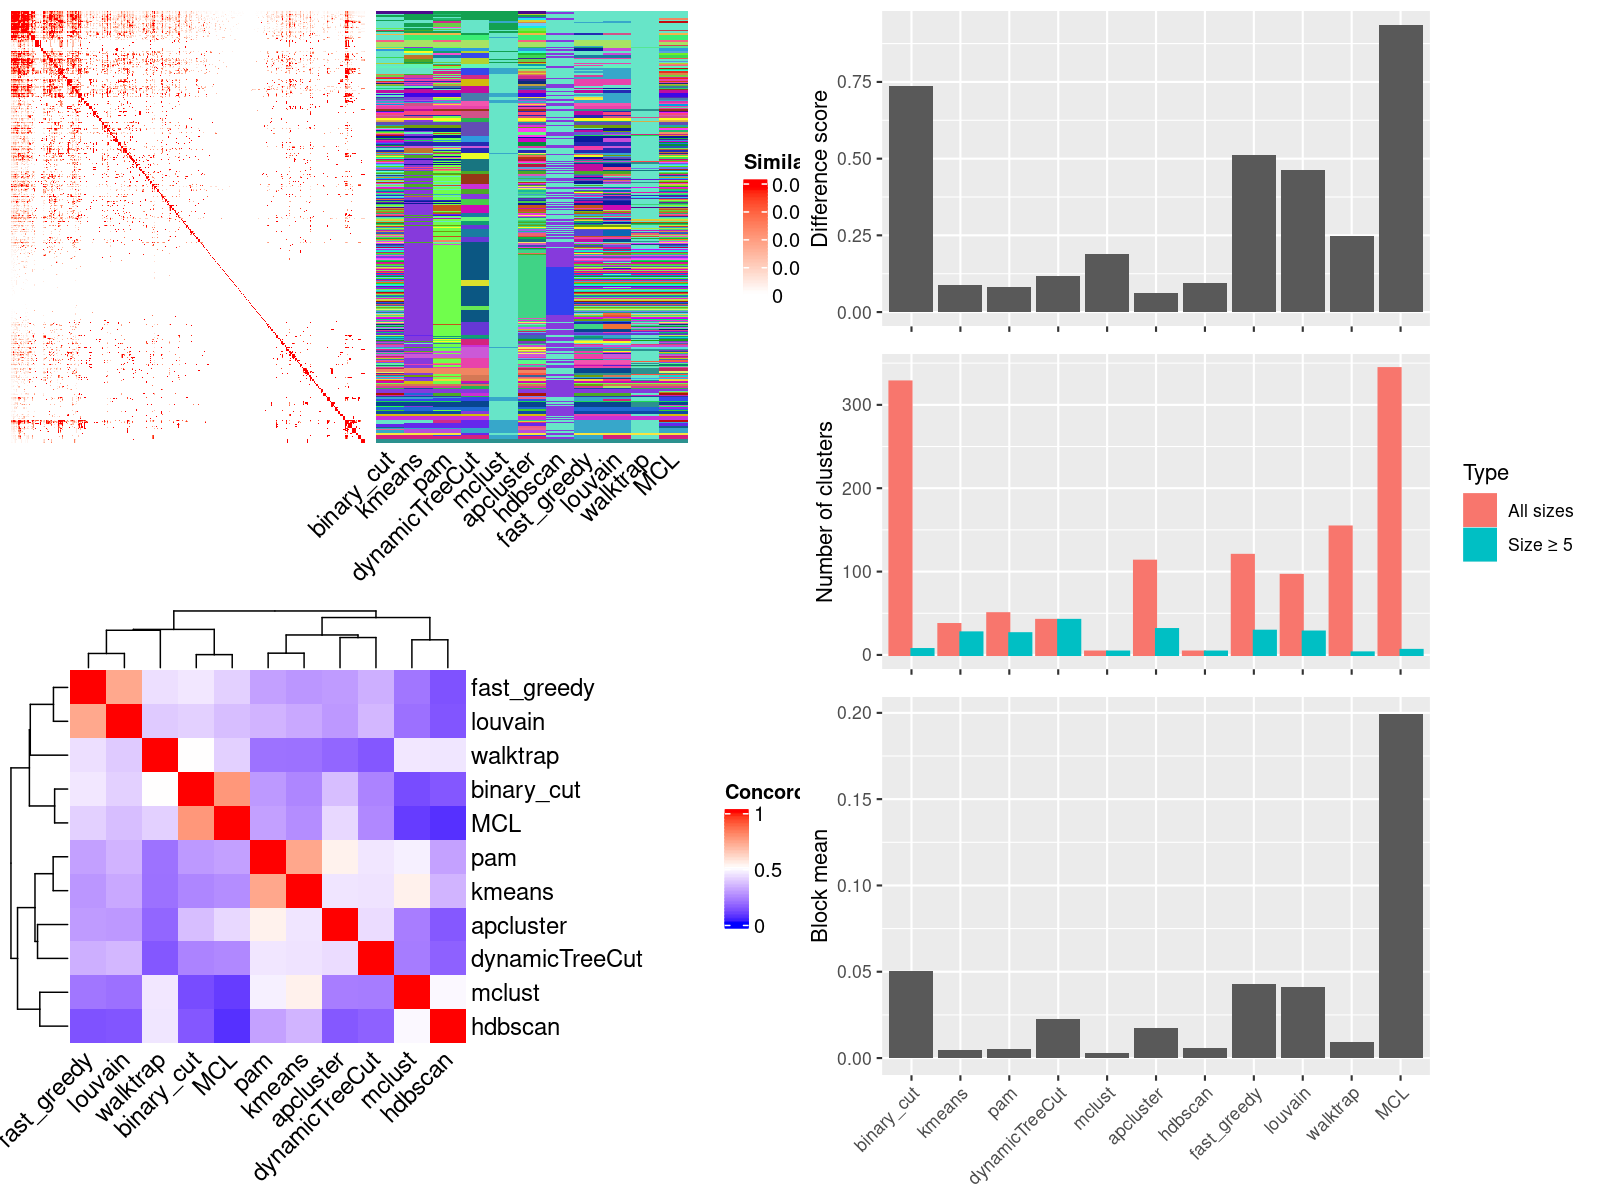 Simila
0.0
0.0
0.0
0.0
0
binary_cut
kmeans
pam
dynamicTreeCut
mclust
apcluster
hdbscan
fast_greedy
louvain
walktrap
MCL
fast_greedy
louvain
walktrap
binary_cut
MCL
pam
kmeans
apcluster
dynamicTreeCut
mclust
hdbscan
Concord
1
0.5
0
fast_greedy
louvain
walktrap
binary_cut
MCL
pam
kmeans
apcluster
dynamicTreeCut
mclust
hdbscan
Difference score
0.75
0.50
0.25
0.00
Number of clusters
300
200
100
0
Type
All sizes
Size ≥ 5
Block mean
0.20
0.15
0.10
0.05
0.00
binary_cut
kmeans
pam
dynamicTreeCut
mclust
apcluster
hdbscan
fast_greedy
louvain
walktrap
MCL